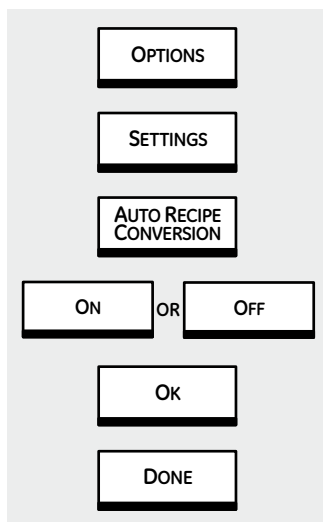 OPTIONS
SETTINGS
AUTO RECIPE
CONVERSION
ON OR OFF
OK
DONE